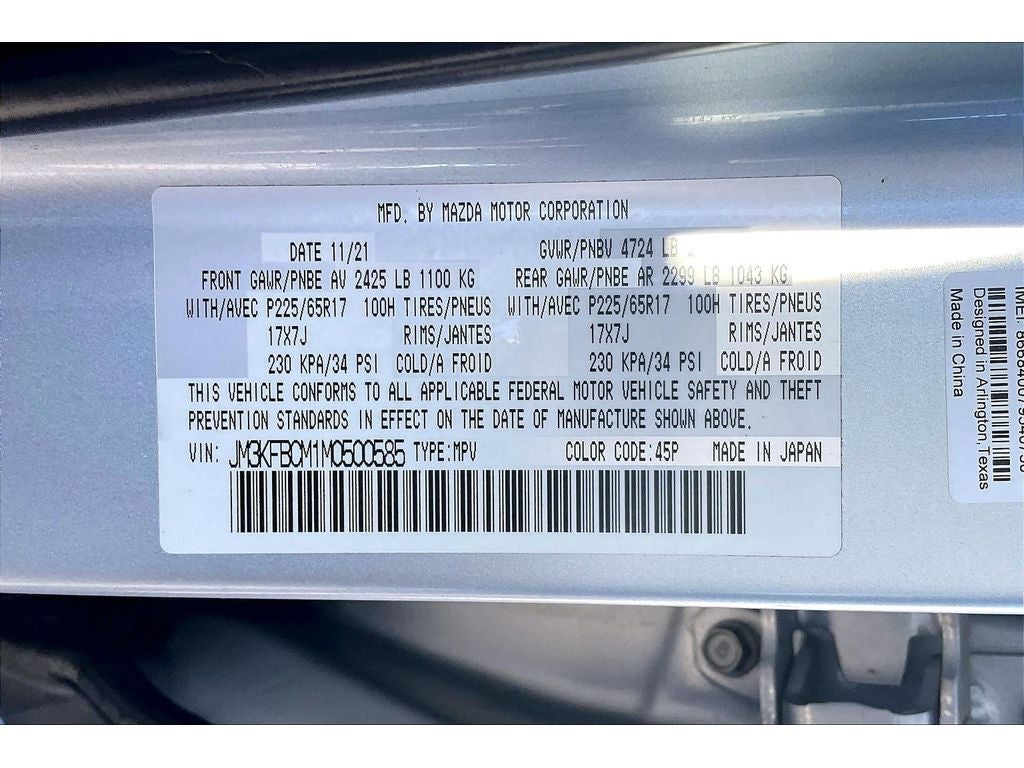 MFD. BY MAZDA MOTOR CORPORATION
DATE 11/21 GVWR/PNBV 4724 LB
FRONT GAWR/PNBE AV 2425 LB 1100 KG REAR GAWR/PNBE AR 2299 LB 1043 KG
WITH/AVEC P225/65R17 100H TIRES/PNEUS WITH/AVEC P225/65R17 100H TIRES/PNEUS
17X7J RIMS/JANTES 17X7J RIMS/JANTES
230 KPA/34 PSI COLD/A FROID 230 KPA/34 PSI COLD/A FROID
THIS VEHICLE CONFORMS TO ALL APPLICABLE FEDERAL MOTOR VEHICLE SAFETY AND THEFT
PREVENTION STANDARDS IN EFFECT ON THE DATE OF MANUFACTURE SHOWN ABOVE.
VIN: JM3KFBCM1M0500585 TYPE:MPV COLOR CODE:45P MADE IN JAPAN
IMEI:
Designed in Arlington, Texas
Made in China